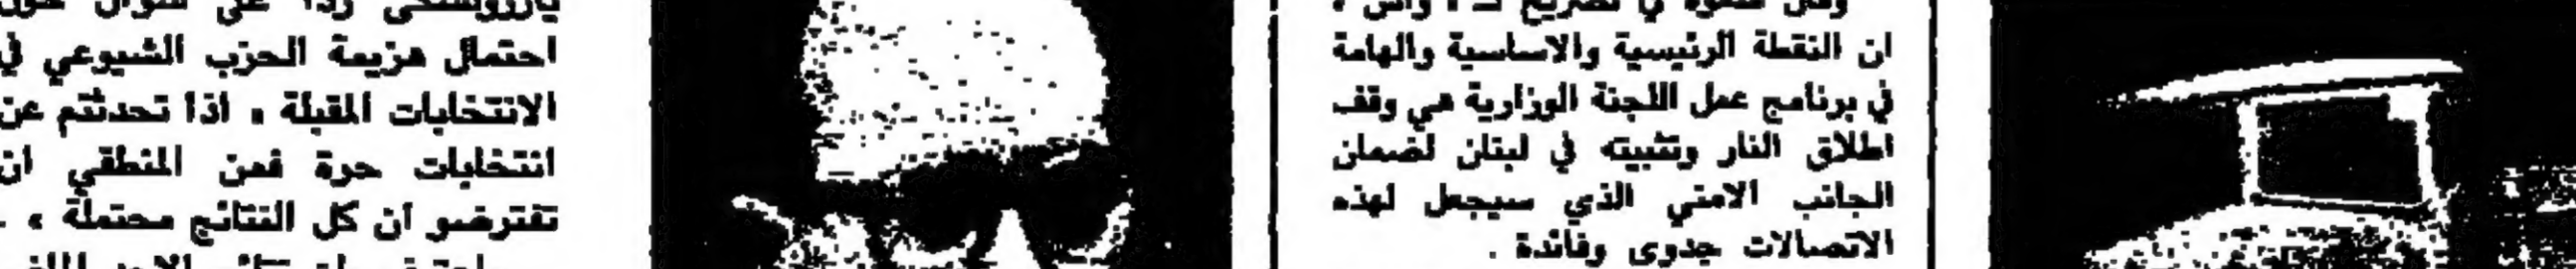 ان النقطة الرئيسية والاساسية والهامة
في برنامج عمل اللجنة الوزارية هي وقف
اطلاق النار وتثبيته في لبنان لضمان
الجانب الامني الذي سيجعل لهذه
الاتصالات جدوى وفائدة .
احتمال هزيمة الحزب الشيوعي في
الانتخابات المقبلة « اذا تحدثتم عن
انتخابات حرة فمن المنطقي ان
تفترضو ان كل النتائج محتملة » .